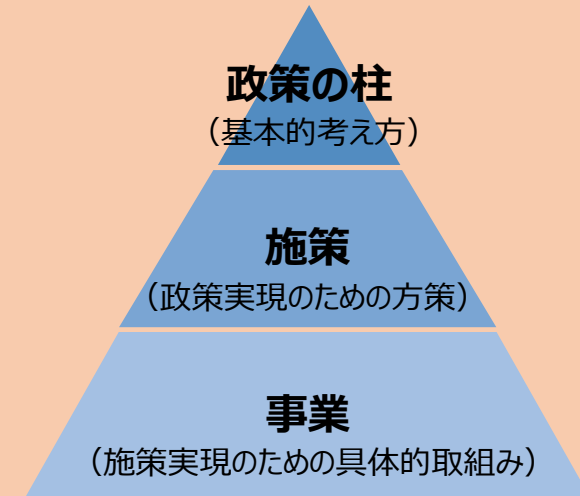 政策の柱
（基本的考え方）
施策
（政策実現のための方策）
事業
（施策実現のための具体的取組み）